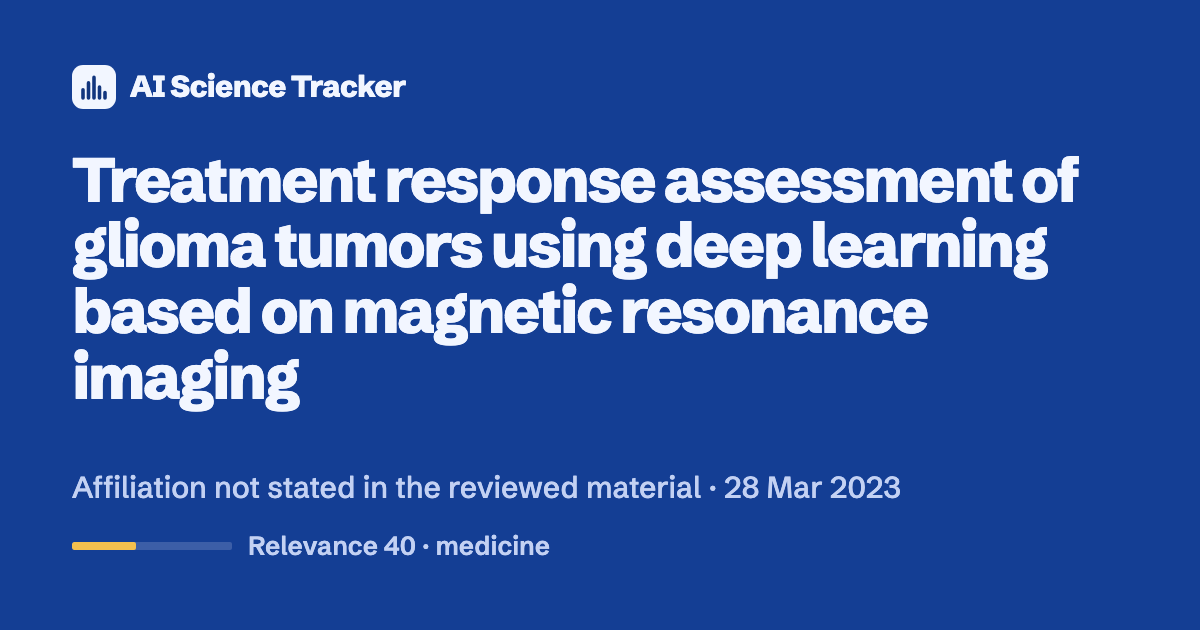 AI Science Tracker
Treatment response assessment of
glioma tumors using deep learning
based on magnetic resonance
imaging
Affiliation not stated in the reviewed material · 28 Mar 2023
Relevance 40 · medicine